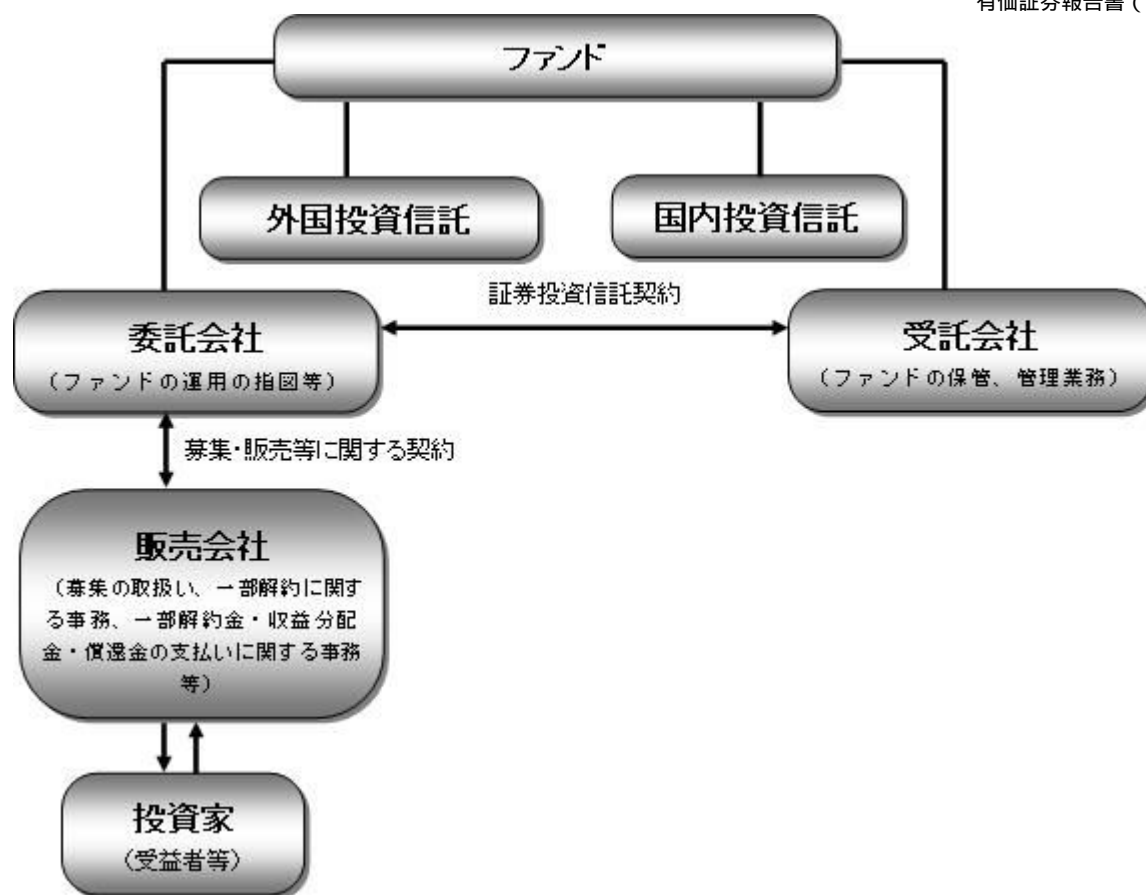 有価証券報告書（
ファンド
外国投資信託
国内投資信託
証券投資信託契約
委託会社
（ファンドの運用の指図等）
受託会社
（ファンドの保管、管理業務）
募集・販売等に関する契約
販売会社
（募集の取扱い、一部解約に関す
る事務、一部解約金・収益分配
金・償還金の支払いに関する事務
等）
投資家
（受益者等）